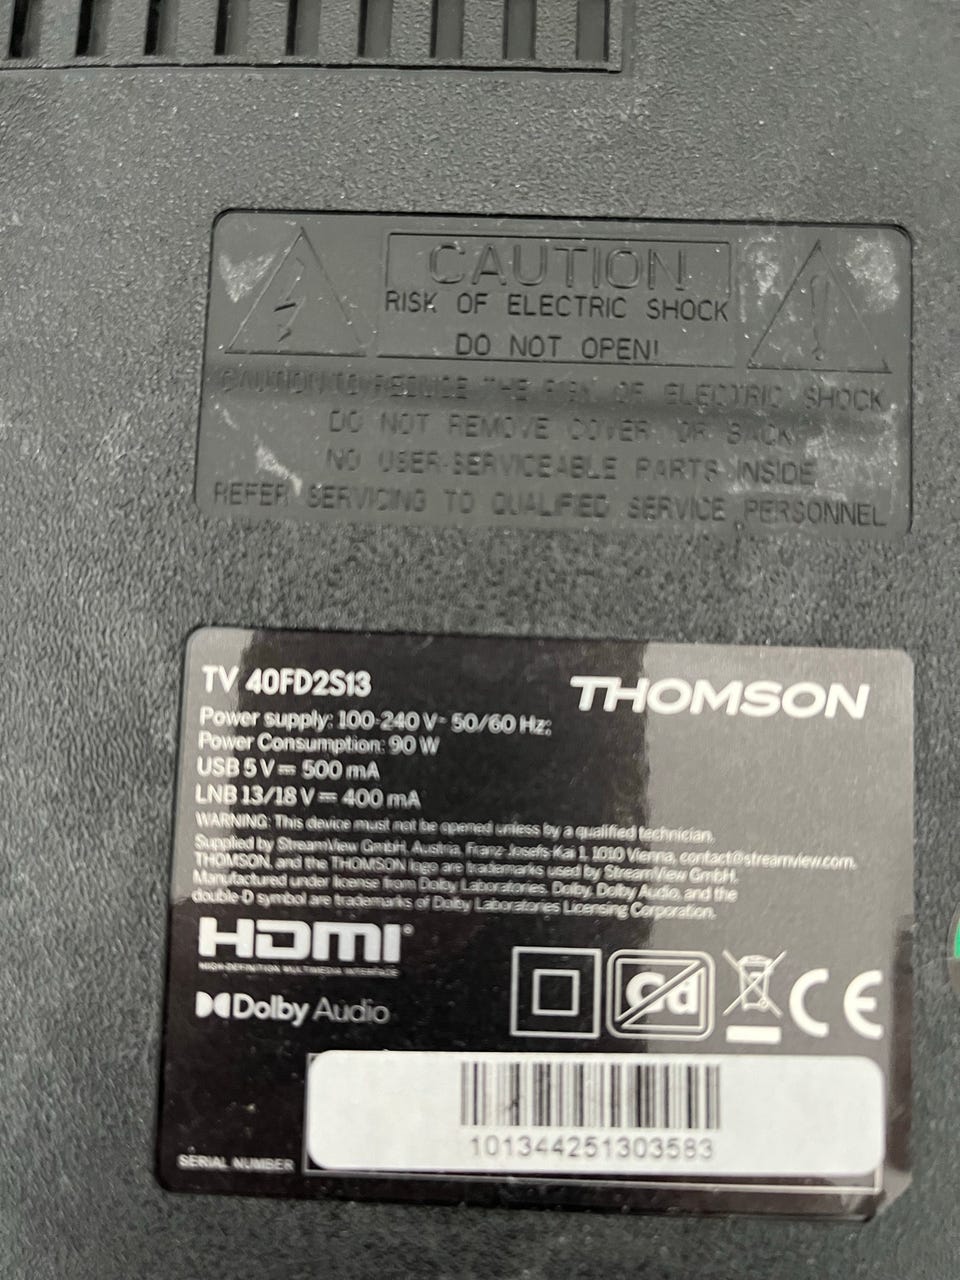 CAUTION
RISK OF ELECTRIC SHOCK
DO NOT OPEN!
CAUTION TO REDUCE THE RISK OF ELECTRIC SHOCK
DO NOT REMOVE COVER OR BACK
NO USER-SERVICEABLE PARTS INSIDE
REFER SERVICING TO QUALIFIED SERVICE PERSONNEL
TV 40FD2S13
THOMSON
Power supply: 100-240 V~ 50/60 Hz;
Power Consumption: 90 W
USB 5 V⎓ 500 mA
LNB 13/18 V⎓ 400 mA
WARNING: This device must not be opened unless by a qualified technician.
Supplied by StreamView GmbH, Austria, Franz-Josefs-Kai 1, 1010 Vienna, contact@streamview.com.
THOMSON, and the THOMSON logo are trademarks used by StreamView GmbH.
Manufactured under license from Dolby Laboratories. Dolby, Dolby Audio, and the
double-D symbol are trademarks of Dolby Laboratories Licensing Corporation.
HDMI®
HIGH-DEFINITION MULTIMEDIA INTERFACE
Dolby Audio
Cd
CE
101344251303583
SERIAL NUMBER